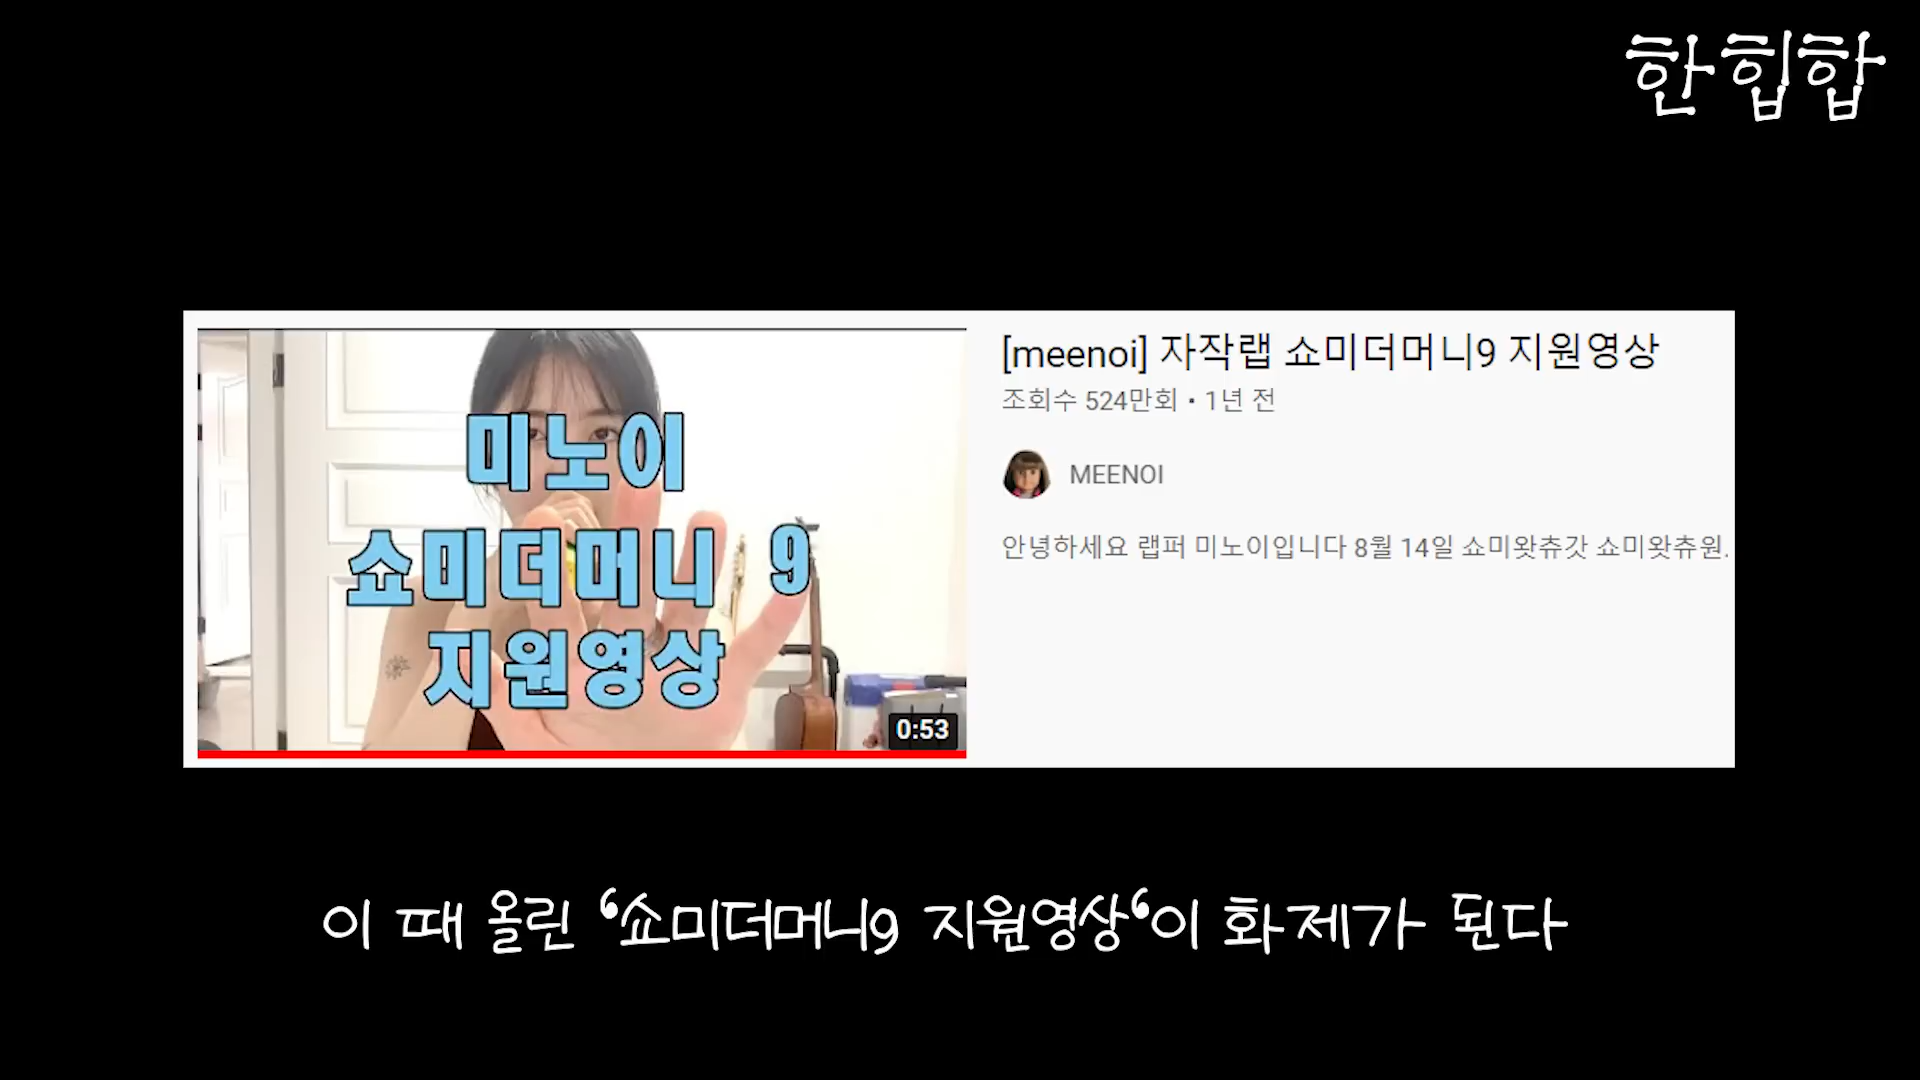 한힙합
미노이
쇼미더머니 9
지원영상
0:53
[meenoi] 자작랩 쇼미더머니9 지원영상
조회수 524만회 • 1년 전
MEENOI
안녕하세요 랩퍼 미노이입니다 8월 14일 쇼미왓츄갓 쇼미왓츄원.
이 때 올린 ‘쇼미더머니9 지원영상‘이 화제가 된다